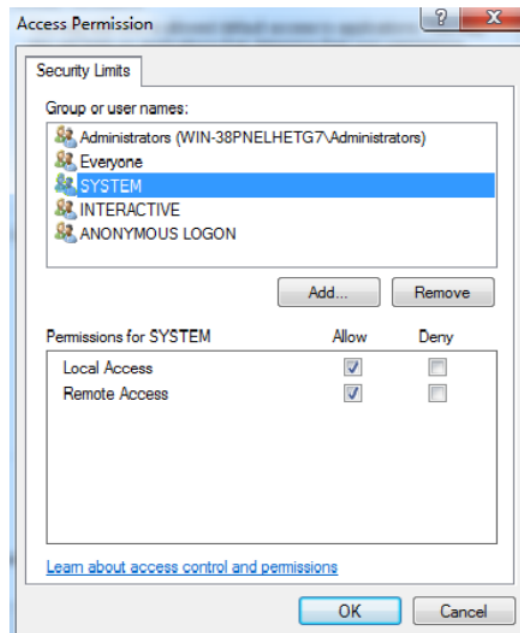 Access Permission
Security Limits
Group or user names:
Administrators (WIN-38PNELHETG7\Administrators)
Everyone
SYSTEM
INTERACTIVE
ANONYMOUS LOGON
Add... Remove
Permissions for SYSTEM Allow Deny
Local Access
Remote Access
Learn about access control and permissions
OK Cancel